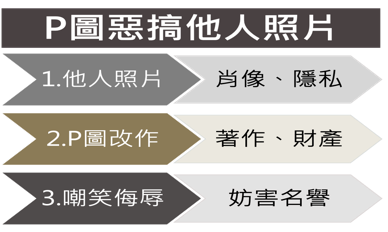 P圖惡搞他人照片
1.他人照片 肖像、隱私
2.P圖改作 著作、財產
3.嘲笑侮辱 妨害名譽